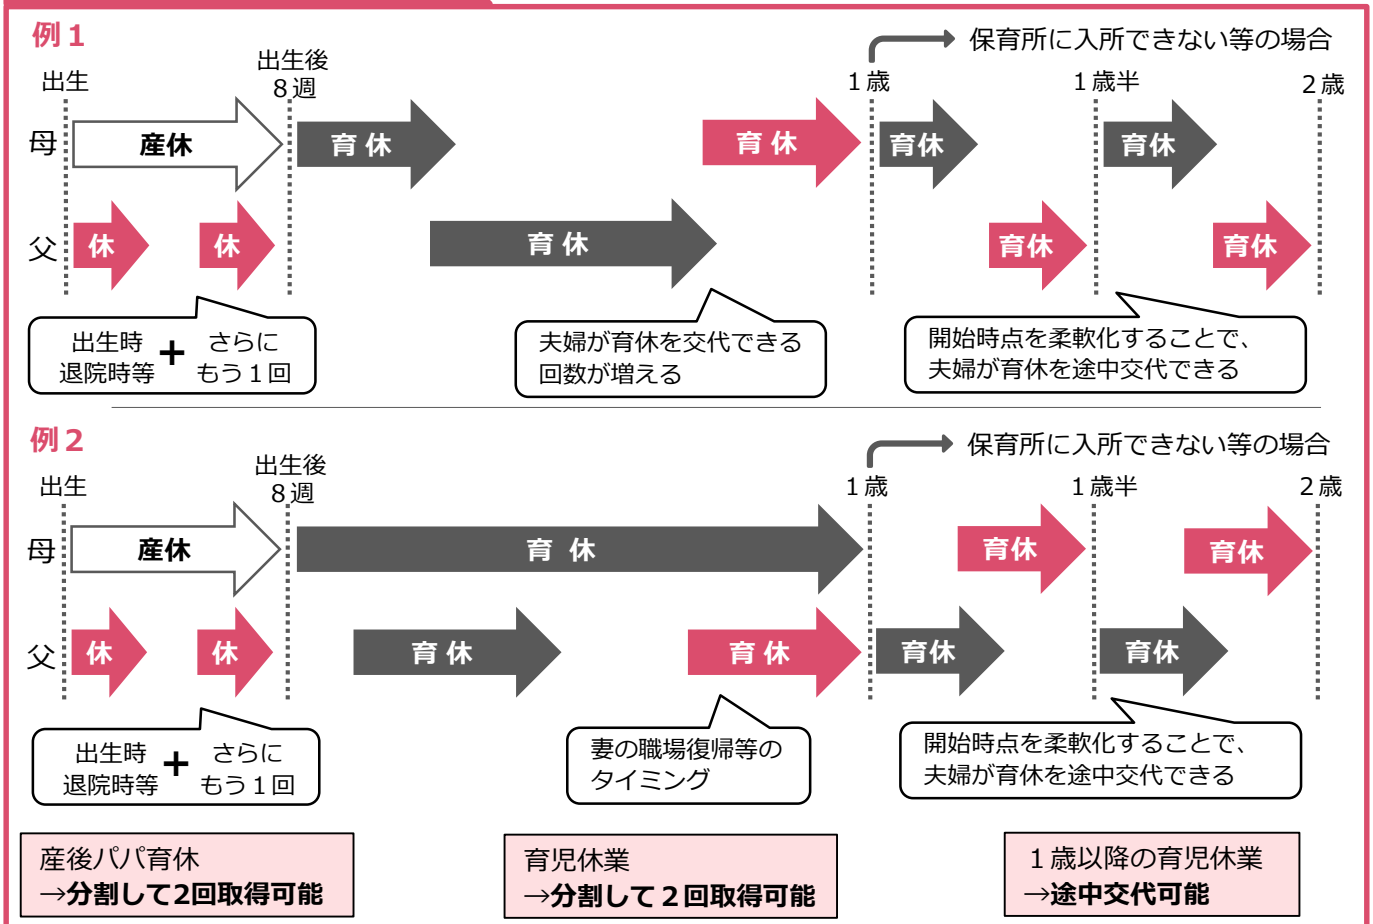 例１
保育所に入所できない等の場合
出生
出生後
８週
１歳
１歳半
２歳
母
産休
育休
育休
育休
育休
父
休
休
育休
育休
育休
出生時
退院時等
＋
さらに
もう１回
夫婦が育休を交代できる
回数が増える
開始時点を柔軟化することで、
夫婦が育休を途中交代できる
例２
保育所に入所できない等の場合
出生
出生後
８週
１歳
１歳半
２歳
母
産休
育休
育休
育休
父
休
休
育休
育休
育休
育休
出生時
退院時等
＋
さらに
もう１回
妻の職場復帰等の
タイミング
開始時点を柔軟化することで、
夫婦が育休を途中交代できる
産後パパ育休
→分割して2回取得可能
育児休業
→分割して２回取得可能
１歳以降の育児休業
→途中交代可能